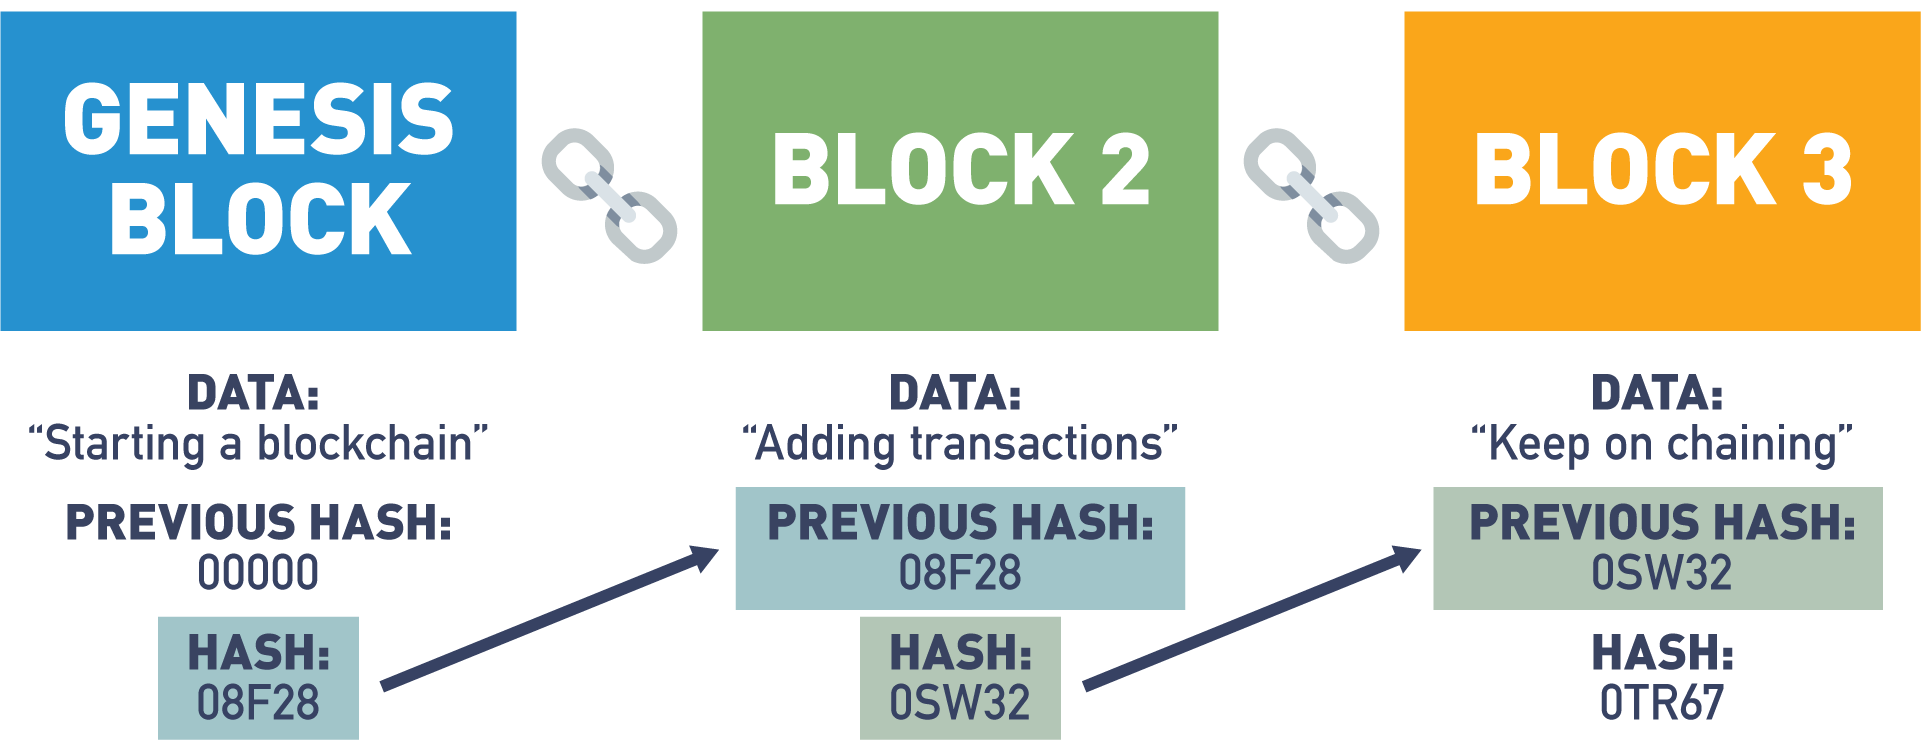 GENESIS
BLOCK
DATA:
“Starting a blockchain”
PREVIOUS HASH:
00000
HASH:
08F28
BLOCK 2
DATA:
“Adding transactions”
PREVIOUS HASH:
08F28
HASH:
0SW32
BLOCK 3
DATA:
“Keep on chaining”
PREVIOUS HASH:
0SW32
HASH:
0TR67